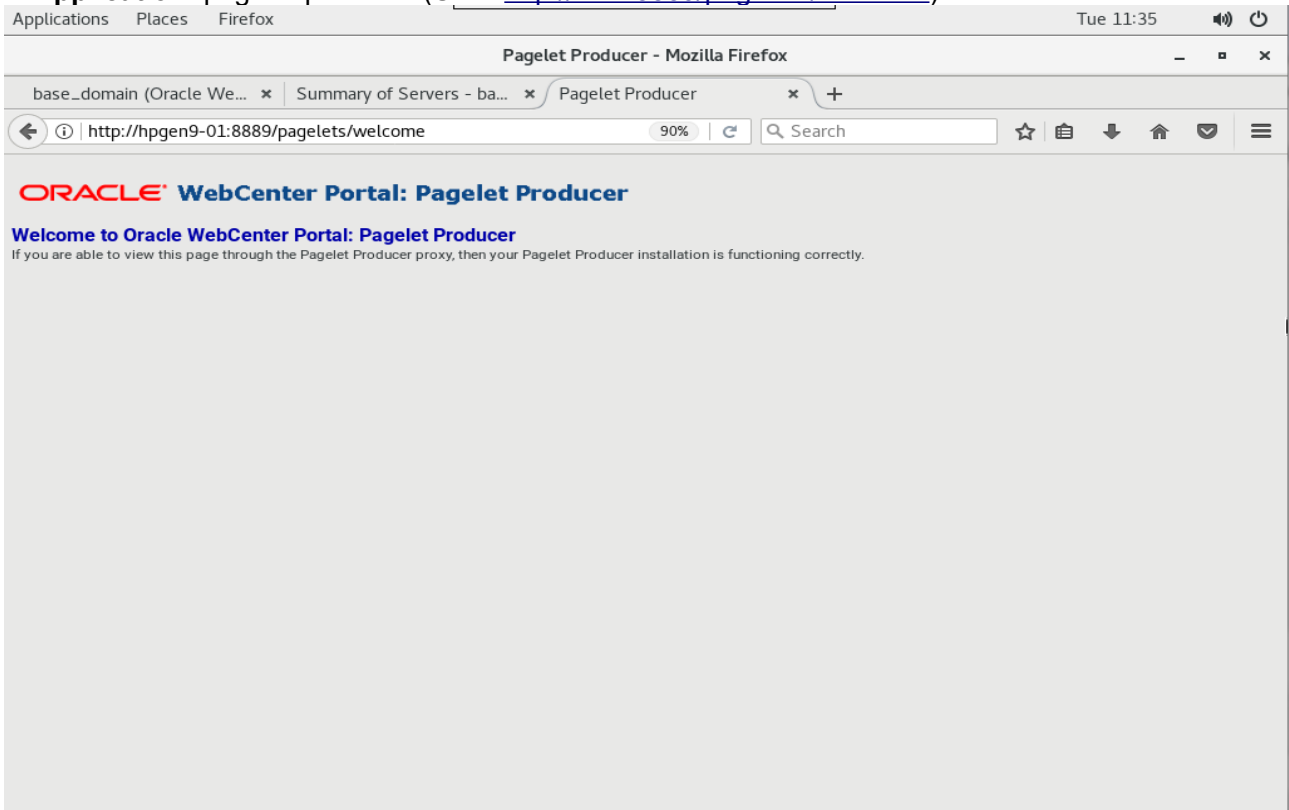 Applications Places Firefox Tue 11:35
Pagelet Producer - Mozilla Firefox
base_domain (Oracle We... Summary of Servers - ba... Pagelet Producer
http://hpgen9-01:8889/pagelets/welcome 90% Search
ORACLE WebCenter Portal: Pagelet Producer
Welcome to Oracle WebCenter Portal: Pagelet Producer
If you are able to view this page through the Pagelet Producer proxy, then your Pagelet Producer installation is functioning correctly.